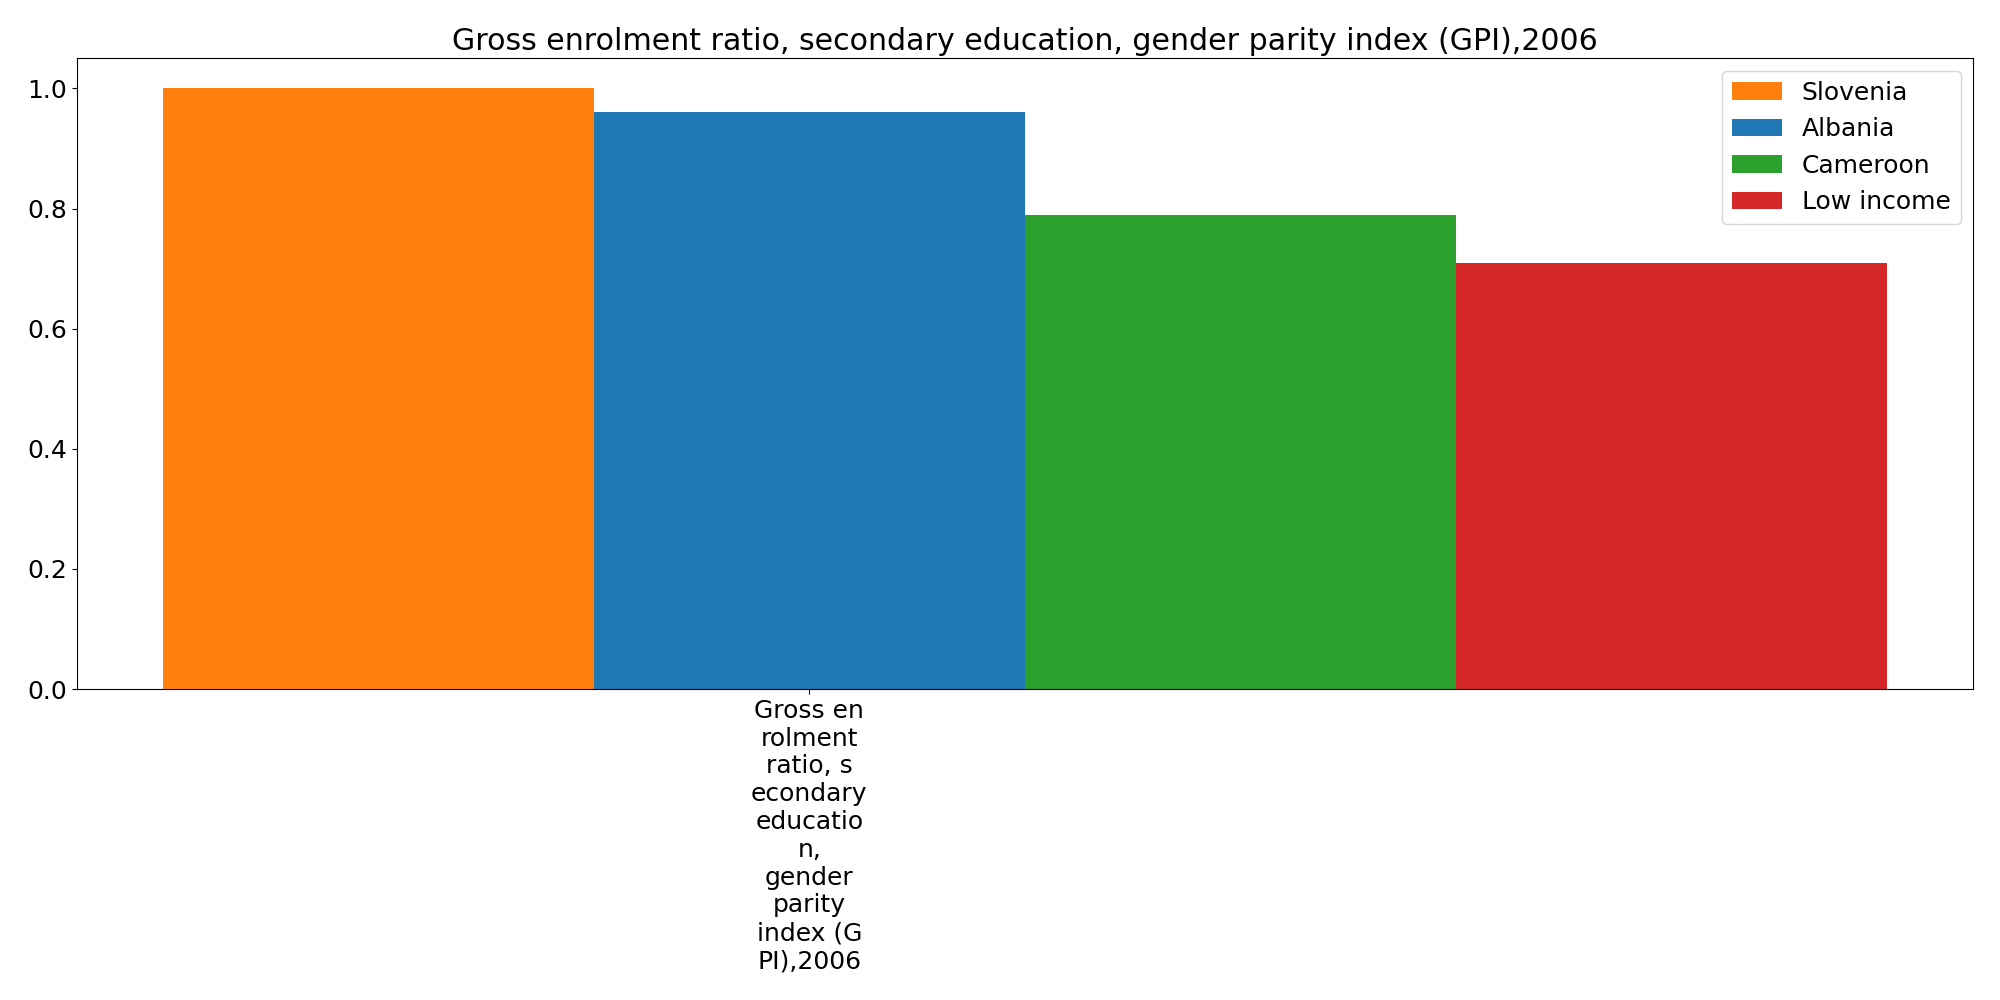 Gross enrolment ratio, secondary education, gender parity index (GPI),2006
1.0
0.8
0.6
0.4
0.2
0.0
Slovenia
Albania
Cameroon
Low income
Gross en
rolment
ratio, s
econdary
educatio
n,
gender
parity
index (G
PI),2006